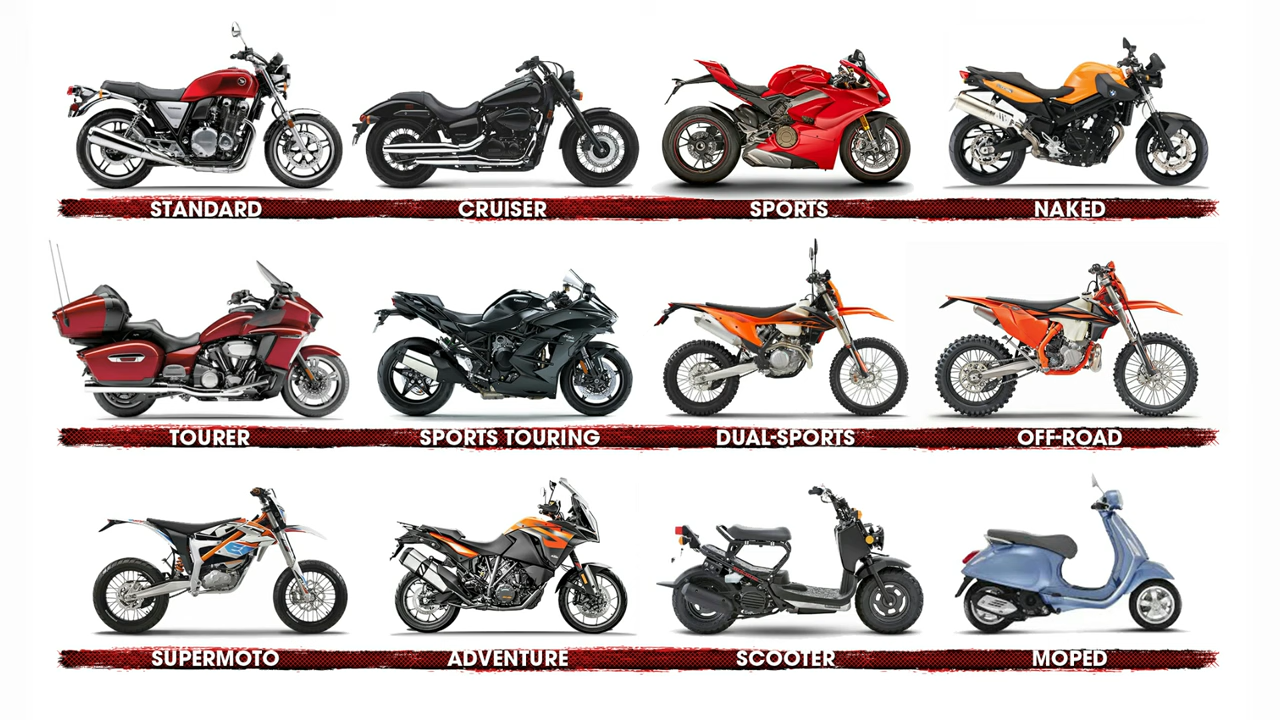 STANDARD
CRUISER
SPORTS
NAKED
TOURER
SPORTS TOURING
DUAL-SPORTS
OFF-ROAD
SUPERMOTO
ADVENTURE
SCOOTER
MOPED